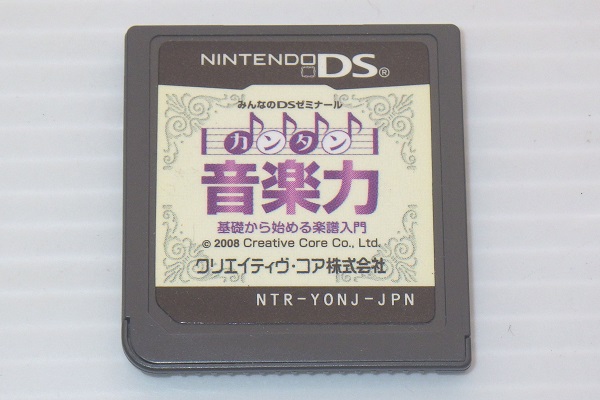 NINTENDO DS®
みんなのDSゼミナール
カンタン
音楽力
基礎から始める楽譜入門
© 2008 Creative Core Co., Ltd.
クリエイティヴ・コア株式会社
NTR-YONJ-JPN